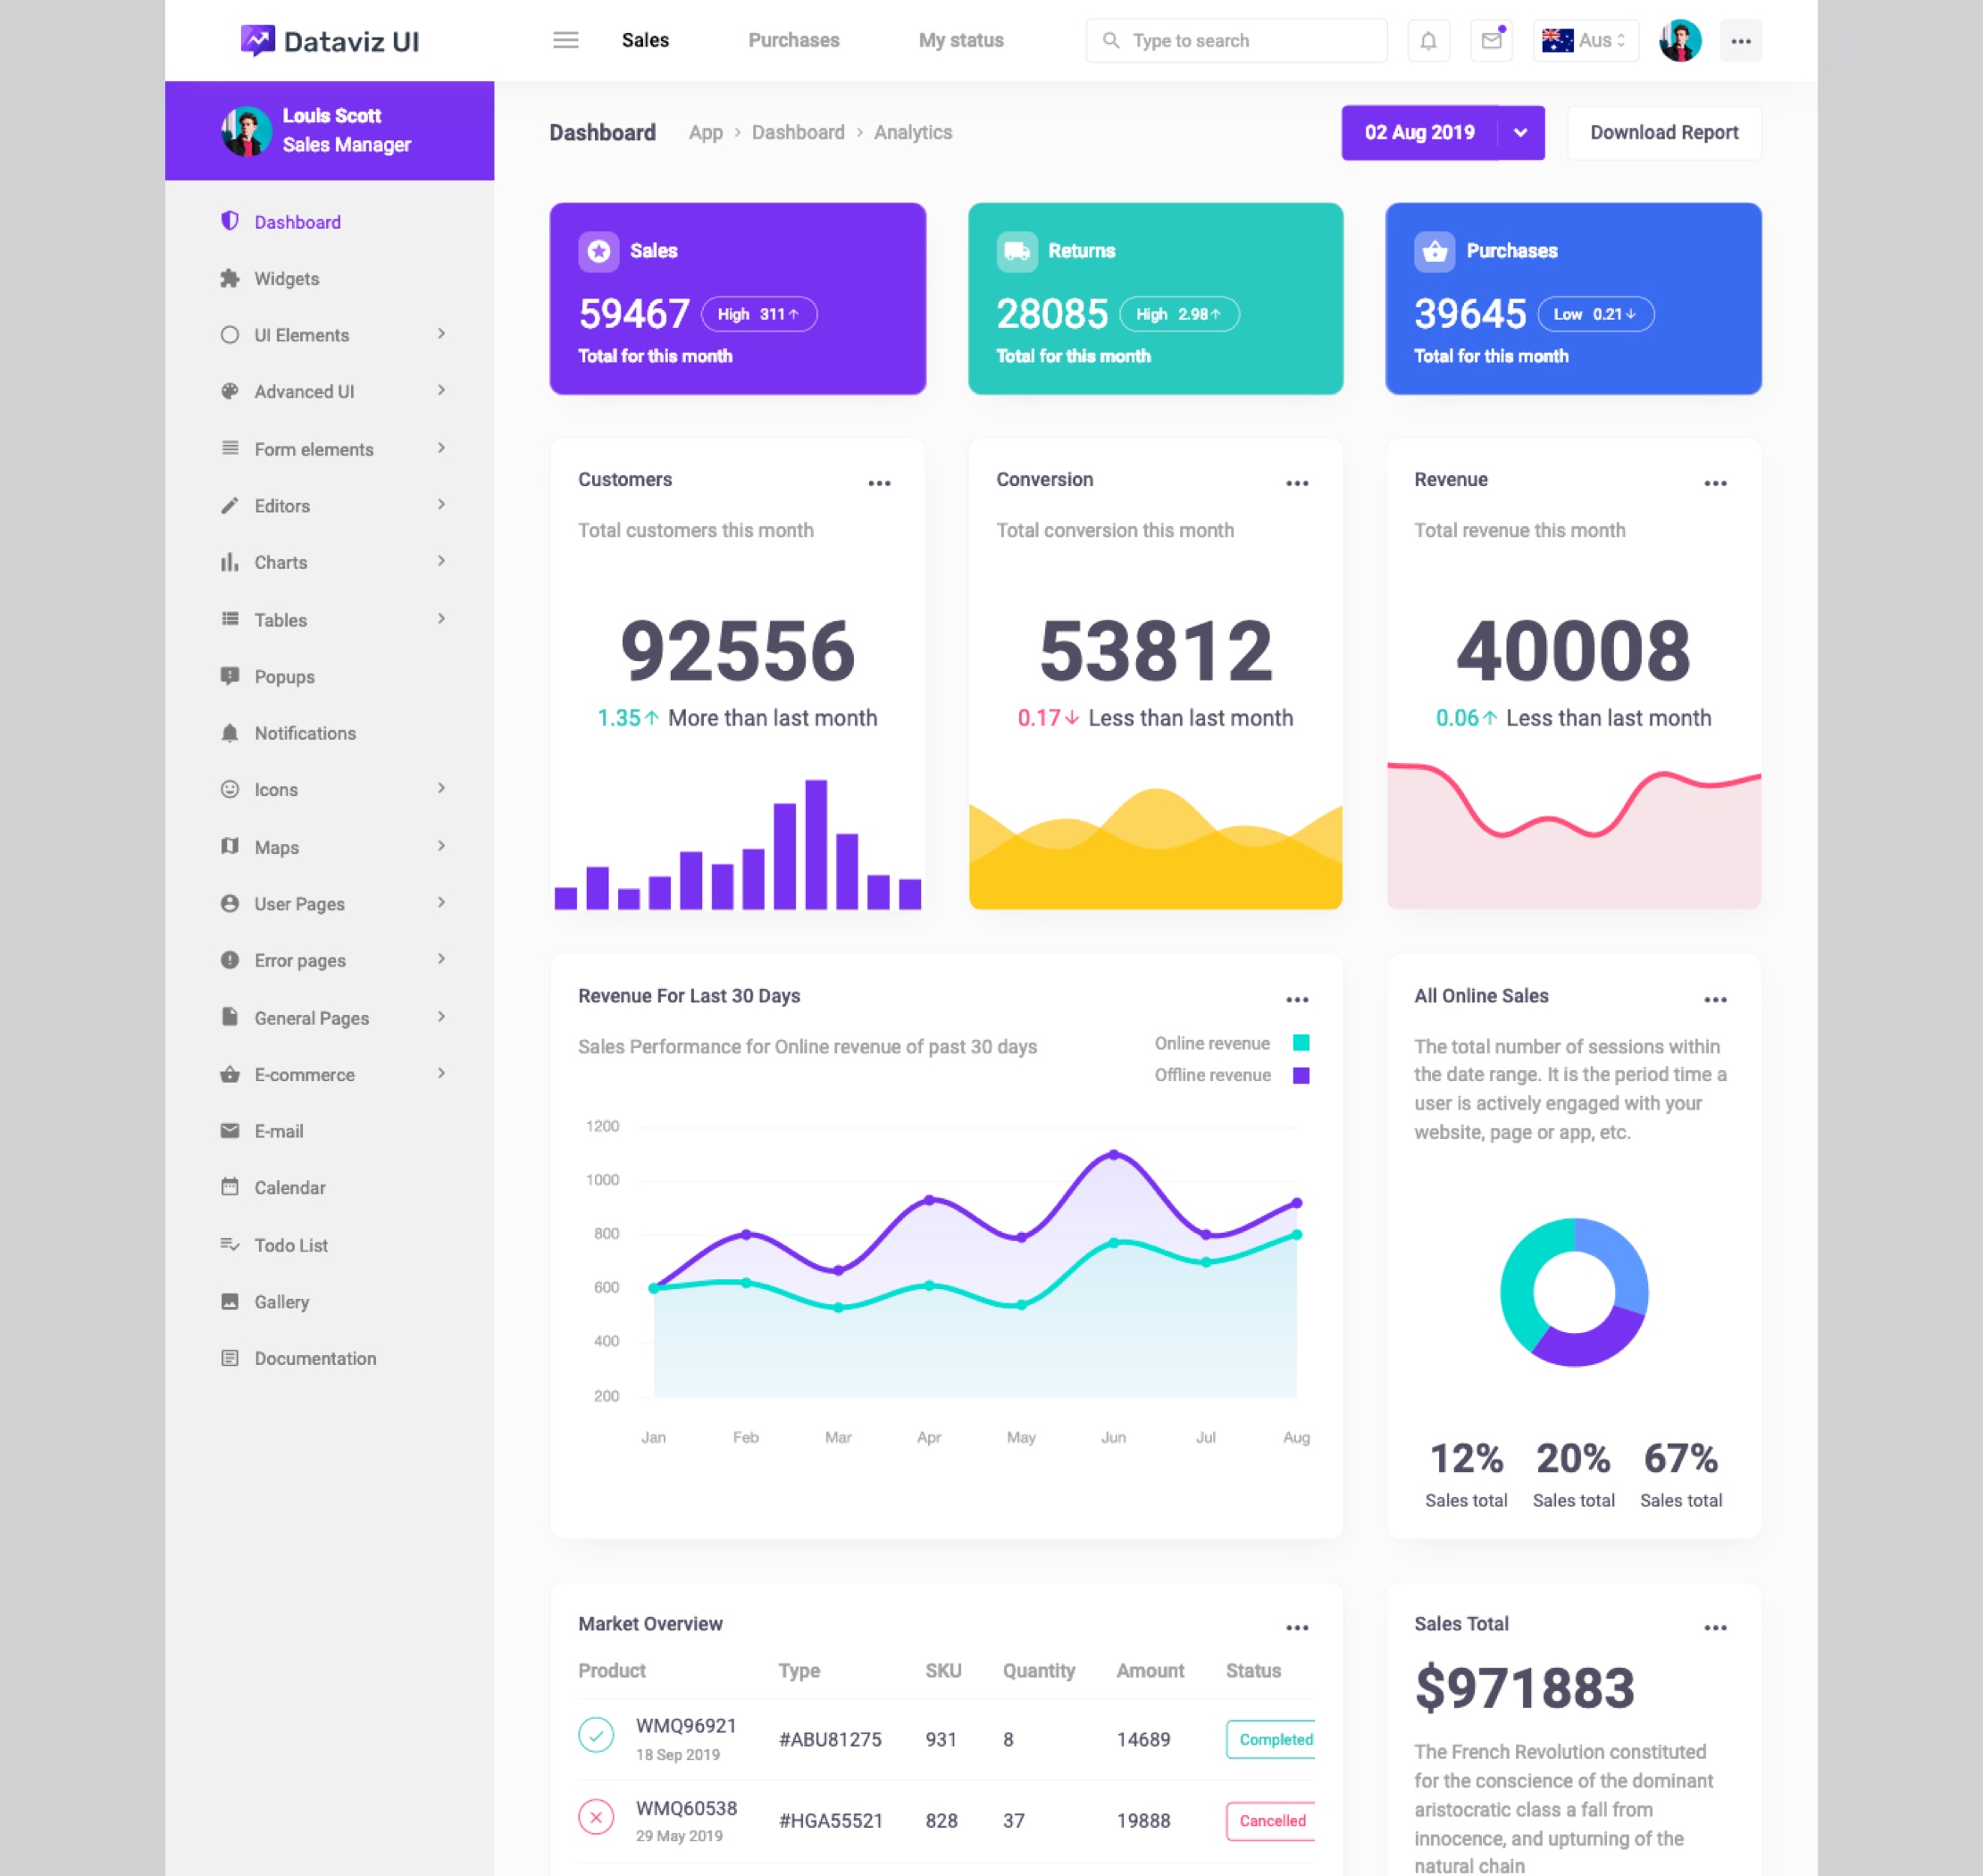 Dataviz UI
Sales
Purchases
My status
Type to search
Aus
Louis Scott
Sales Manager
Dashboard
Widgets
UI Elements
Advanced UI
Form elements
Editors
Charts
Tables
Popups
Notifications
Icons
Maps
User Pages
Error pages
General Pages
E-commerce
E-mail
Calendar
Todo List
Gallery
Documentation
Dashboard
App › Dashboard › Analytics
02 Aug 2019
Download Report
Sales
59467 High 311↑
Total for this month
Returns
28085 High 2.98↑
Total for this month
Purchases
39645 Low 0.21↓
Total for this month
Customers
Total customers this month
92556
1.35↑ More than last month
Conversion
Total conversion this month
53812
0.17↓ Less than last month
Revenue
Total revenue this month
40008
0.06↑ Less than last month
Revenue For Last 30 Days
Sales Performance for Online revenue of past 30 days
Online revenue
Offline revenue
1200
1000
800
600
400
200
Jan Feb Mar Apr May Jun Jul Aug
All Online Sales
The total number of sessions within
the date range. It is the period time a
user is actively engaged with your
website, page or app, etc.
12% 20% 67%
Sales total Sales total Sales total
Market Overview
Product Type SKU Quantity Amount Status
WMQ96921
18 Sep 2019
#ABU81275 931 8 14689 Completed
WMQ60538
29 May 2019
#HGA55521 828 37 19888 Cancelled
Sales Total
$971883
The French Revolution constituted
for the conscience of the dominant
aristocratic class a fall from
innocence, and upturning of the
natural chain